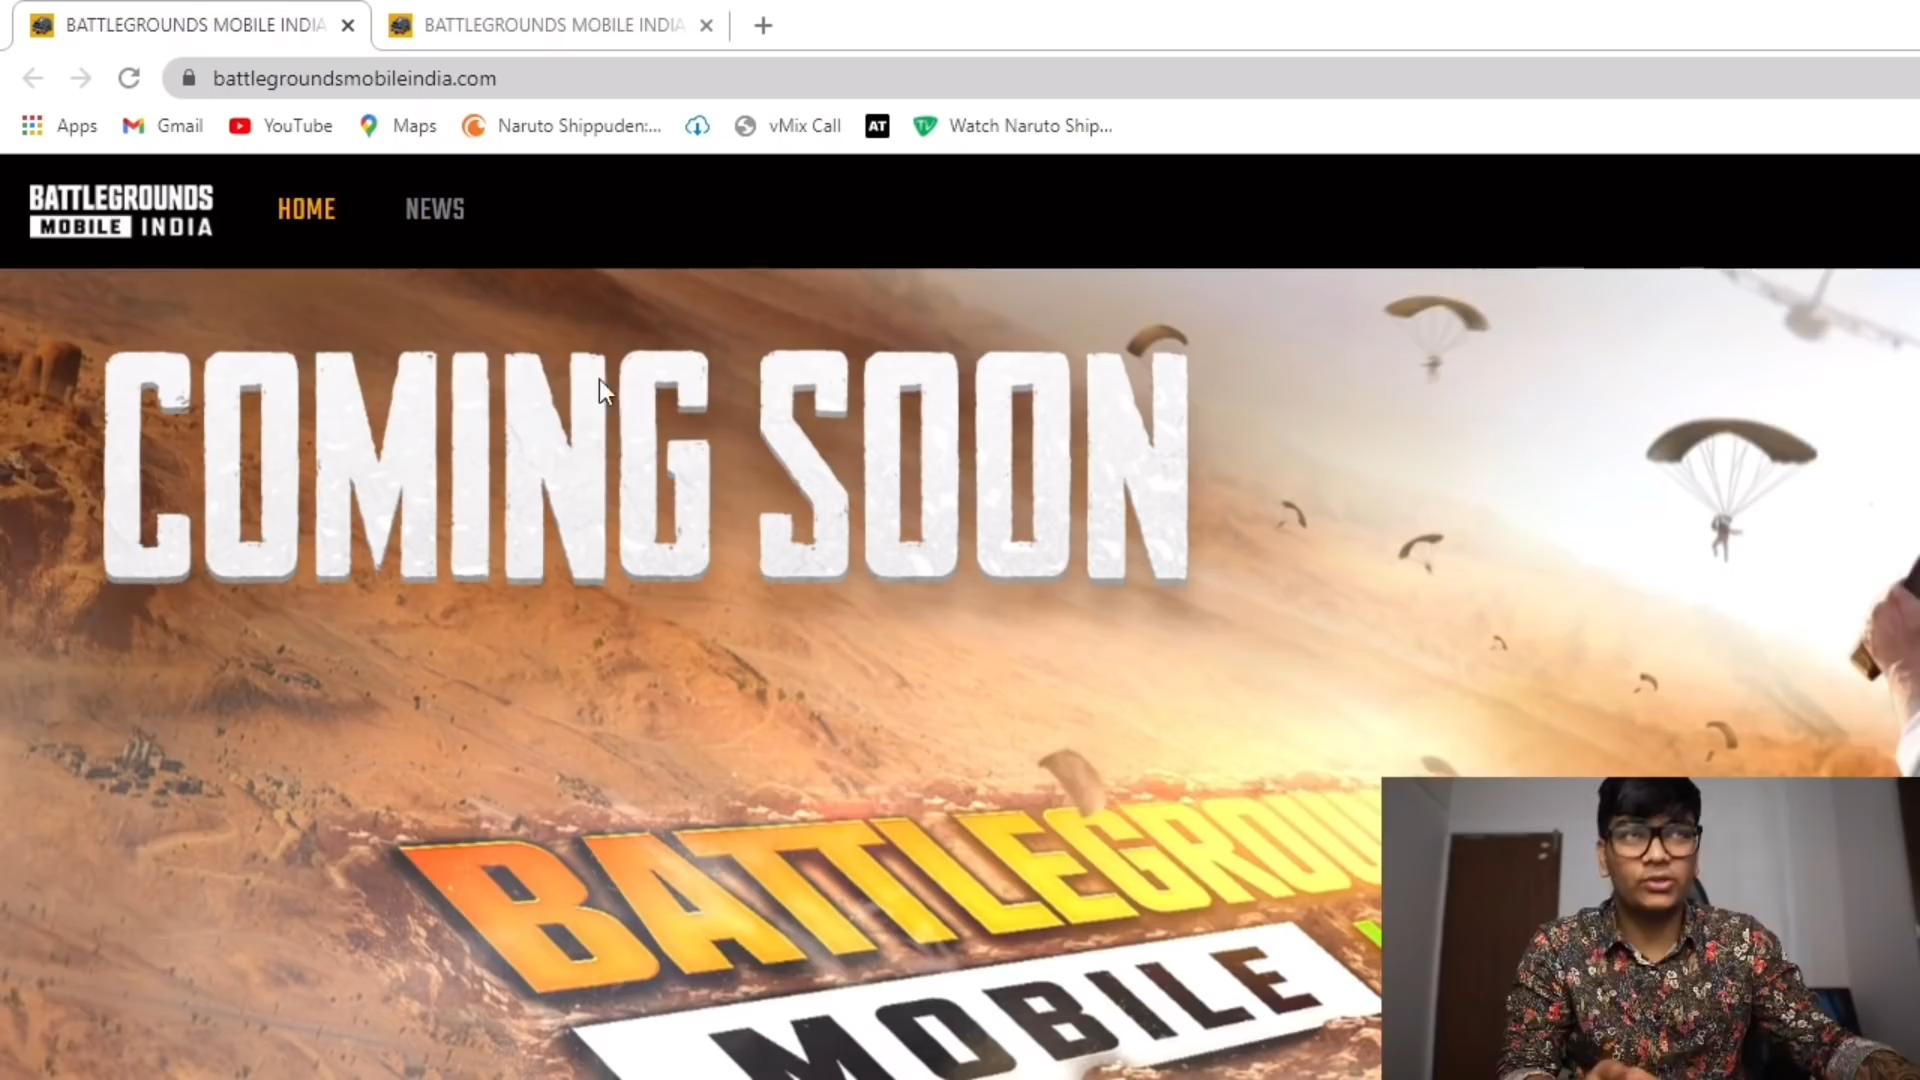 BATTLEGROUNDS MOBILE INDIA
BATTLEGROUNDS MOBILE INDIA
battlegroundsmobileindia.com
Apps Gmail YouTube Maps Naruto Shippuden:... vMix Call AT TV Watch Naruto Ship...
BATTLEGROUNDS
MOBILE INDIA
HOME NEWS
COMING SOON
BATTLEGROU
MOBILE